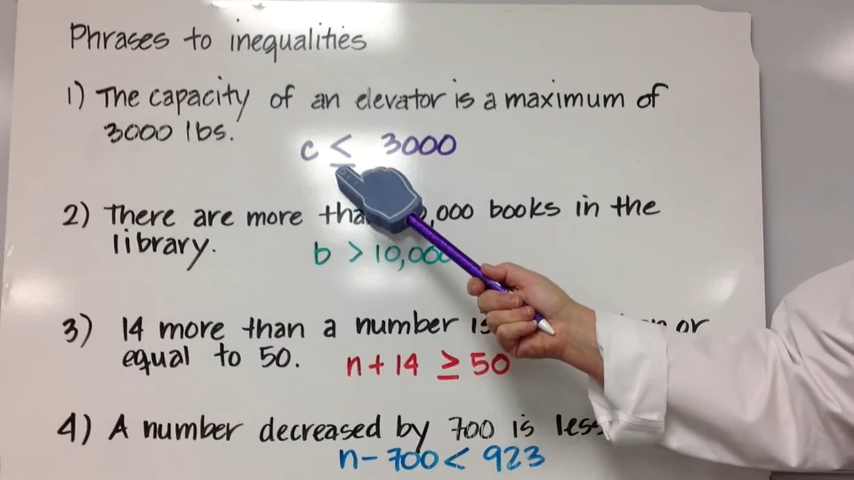 Phrases to inequalities
1) The capacity of an elevator is a maximum of
3000 lbs.
c ≤ 3000
2) There are more ,000 books in the
library.
b > 10,000
3) 14 more than a number is or
equal to 50.
n + 14 ≥ 50
4) A number decreased by 700 is less
n - 700 < 923